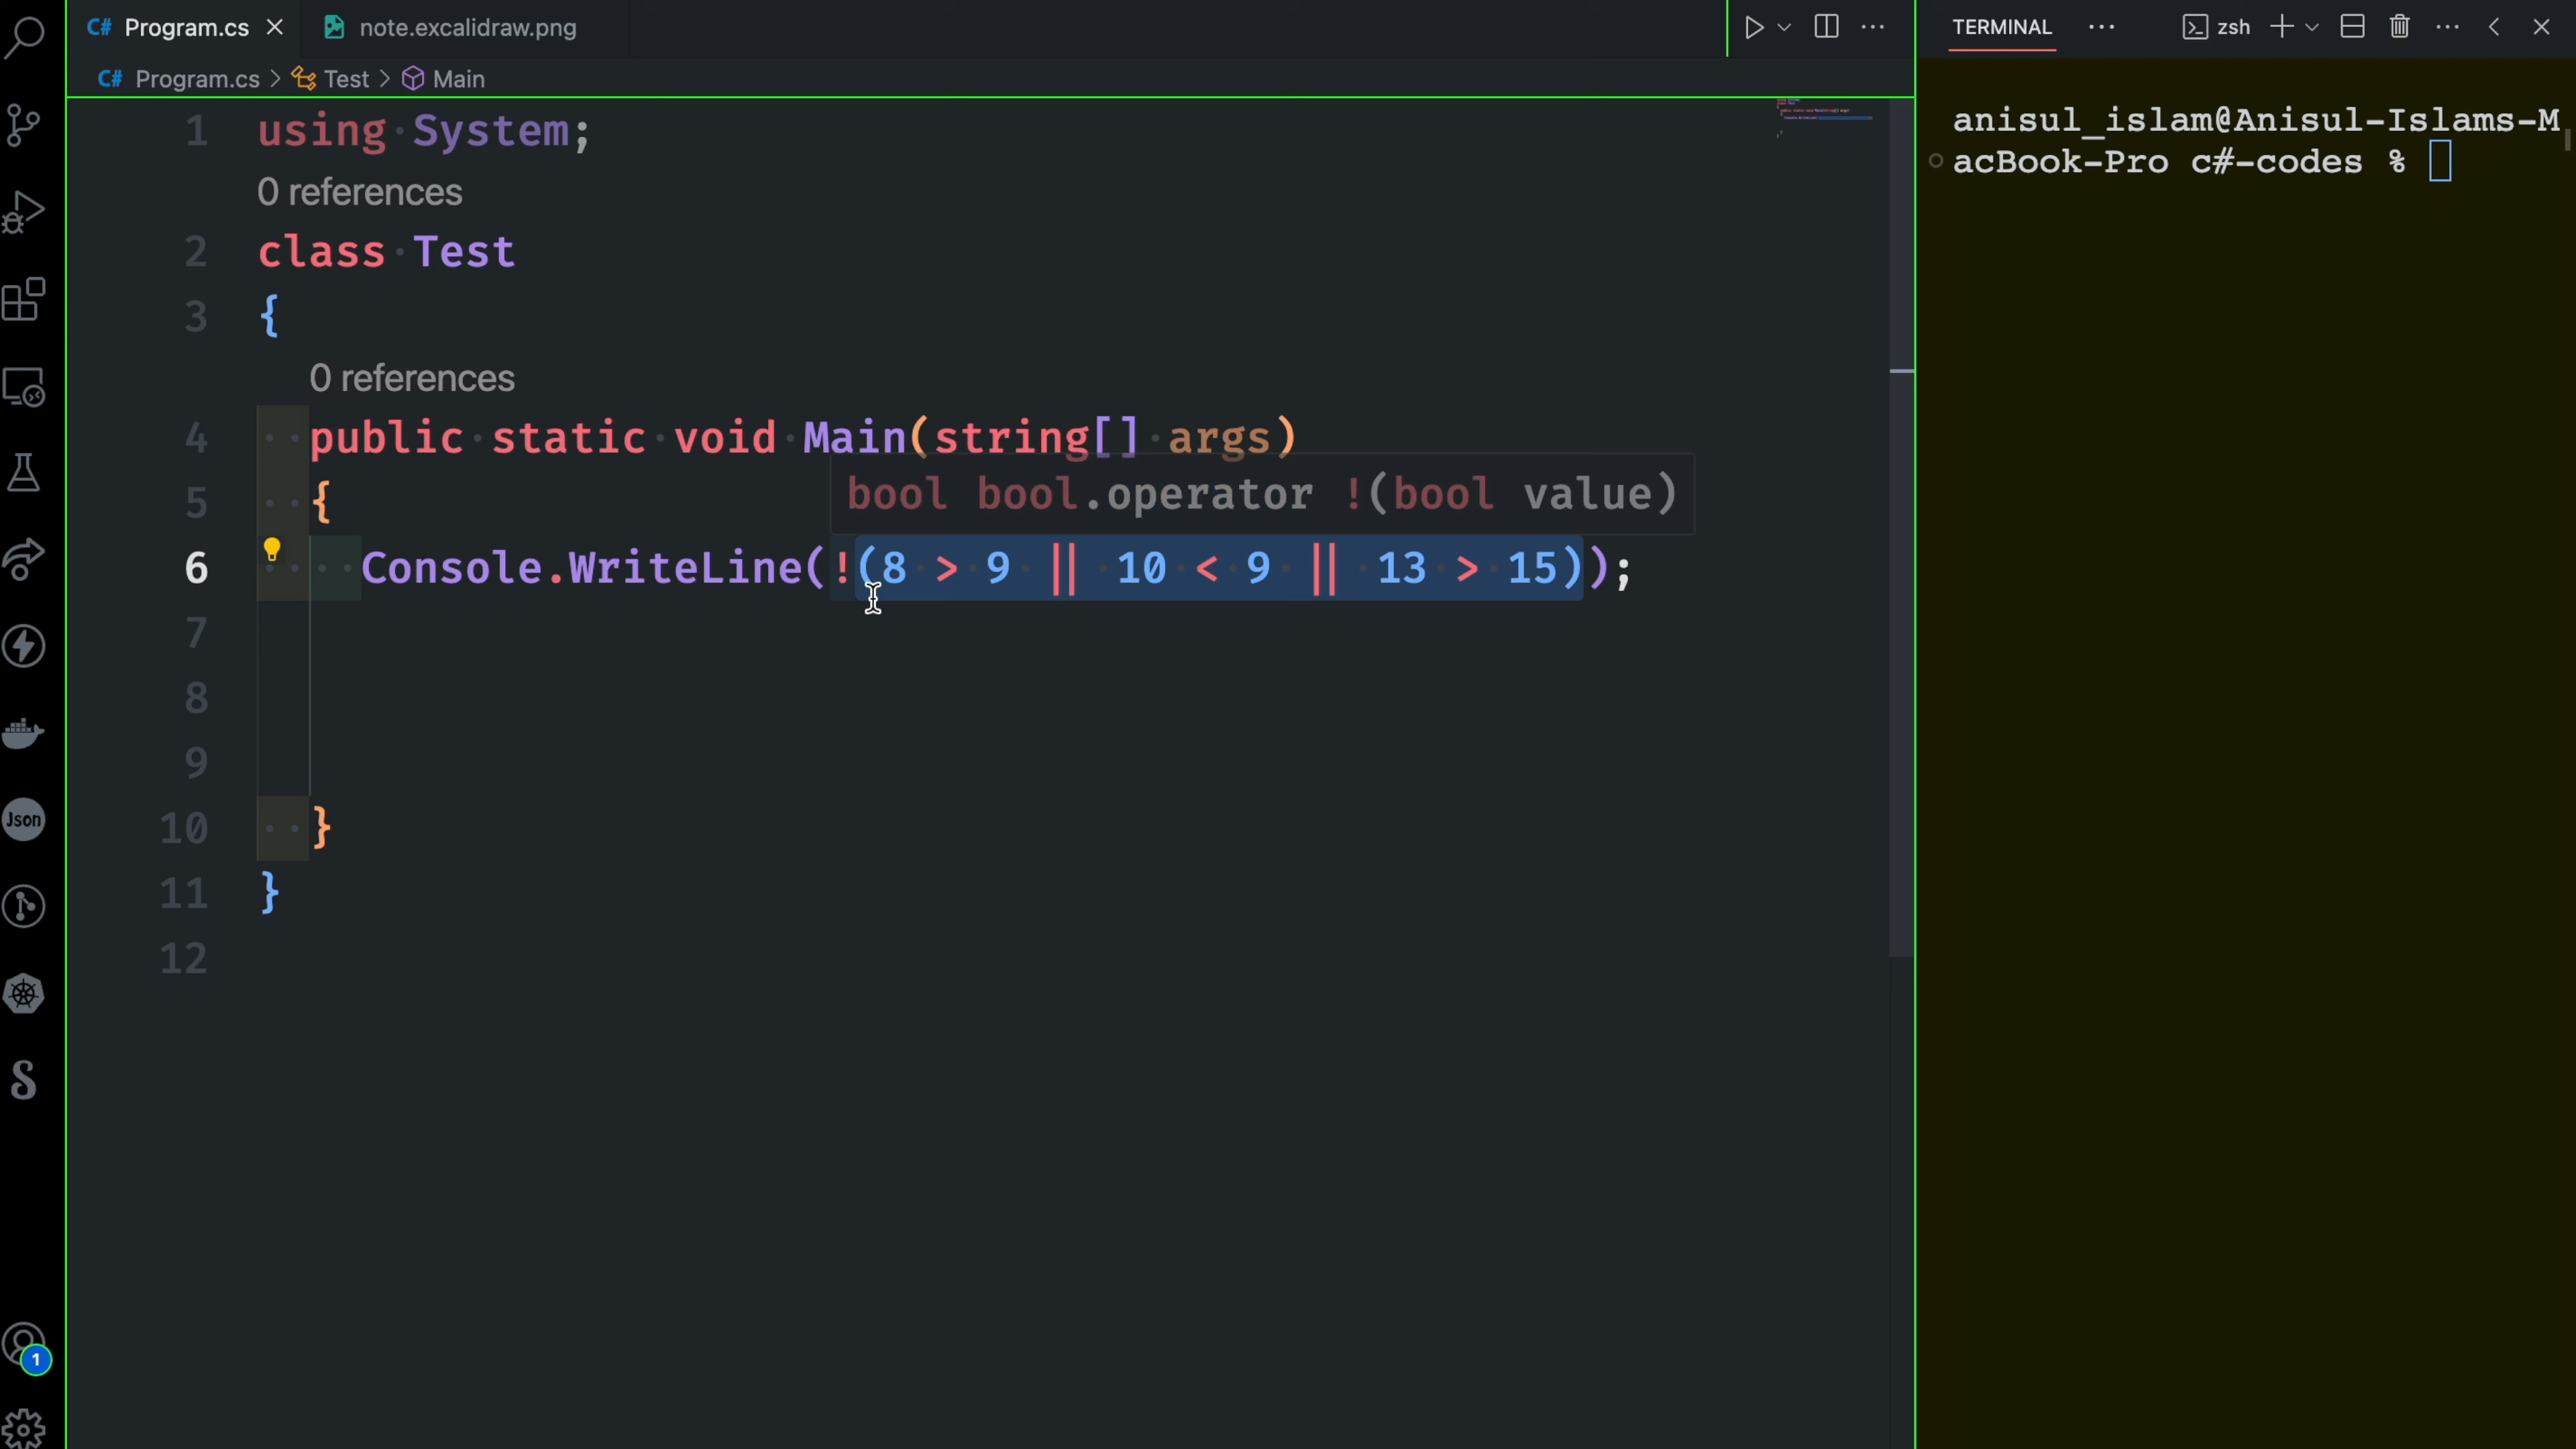 C# Program.cs
note.excalidraw.png
C# Program.cs > Test > Main
1 using System;
0 references
2 class Test
3 {
0 references
4 public static void Main(string[] args)
bool bool.operator !(bool value)
5 {
6 Console.WriteLine(!(8 > 9 || 10 < 9 || 13 > 15));
7
8
9
10 }
11 }
12
Json
1
TERMINAL
zsh
anisul_islam@Anisul-Islams-M
acBook-Pro c#-codes %